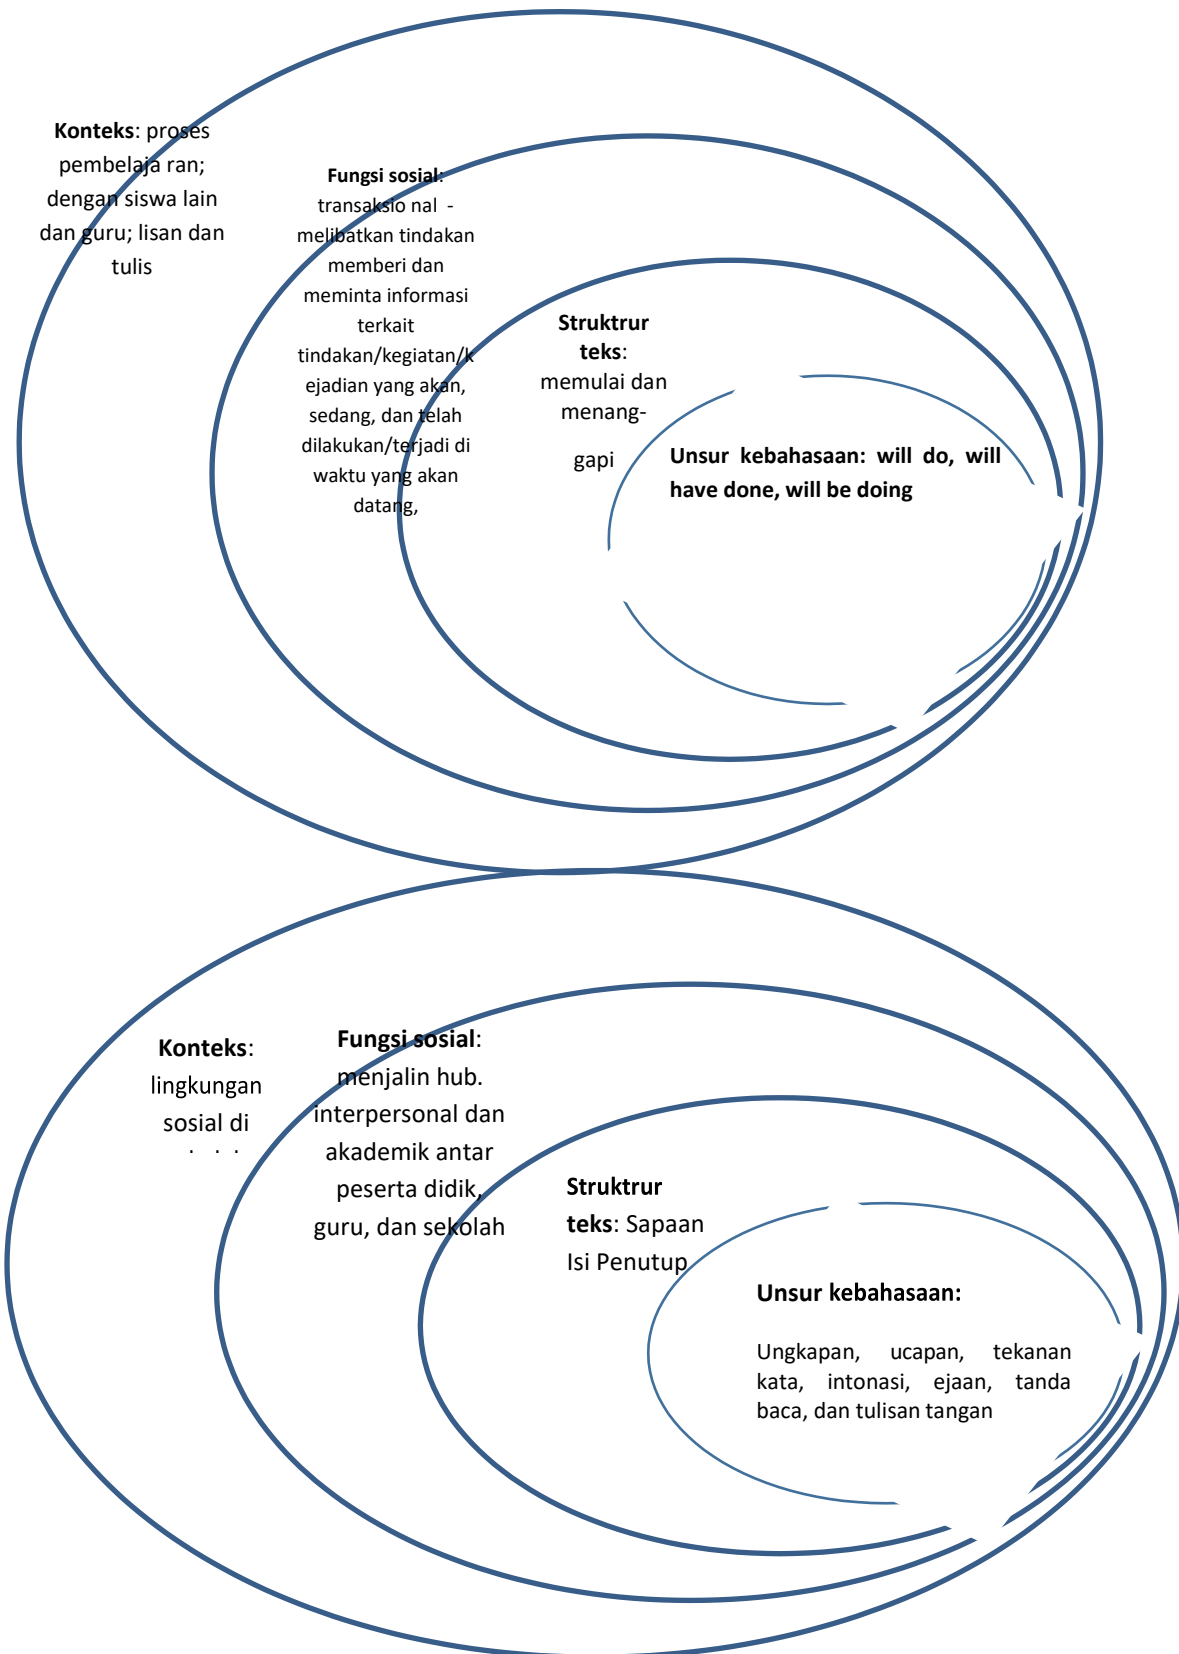 Konteks: proses
pembelaja ran;
dengan siswa lain
dan guru; lisan dan
tulis
Fungsi sosial:
transaksio nal -
melibatkan tindakan
memberi dan
meminta informasi
terkait
tindakan/kegiatan/k
ejadian yang akan,
sedang, dan telah
dilakukan/terjadi di
waktu yang akan
datang,
Struktrur
teks:
memulai dan
menang-
gapi
Unsur kebahasaan: will do, will
have done, will be doing
Konteks:
lingkungan
sosial di
Fungsi sosial:
menjalin hub.
interpersonal dan
akademik antar
peserta didik,
guru, dan sekolah
Struktrur
teks: Sapaan
Isi Penutup
Unsur kebahasaan:
Ungkapan, ucapan, tekanan
kata, intonasi, ejaan, tanda
baca, dan tulisan tangan